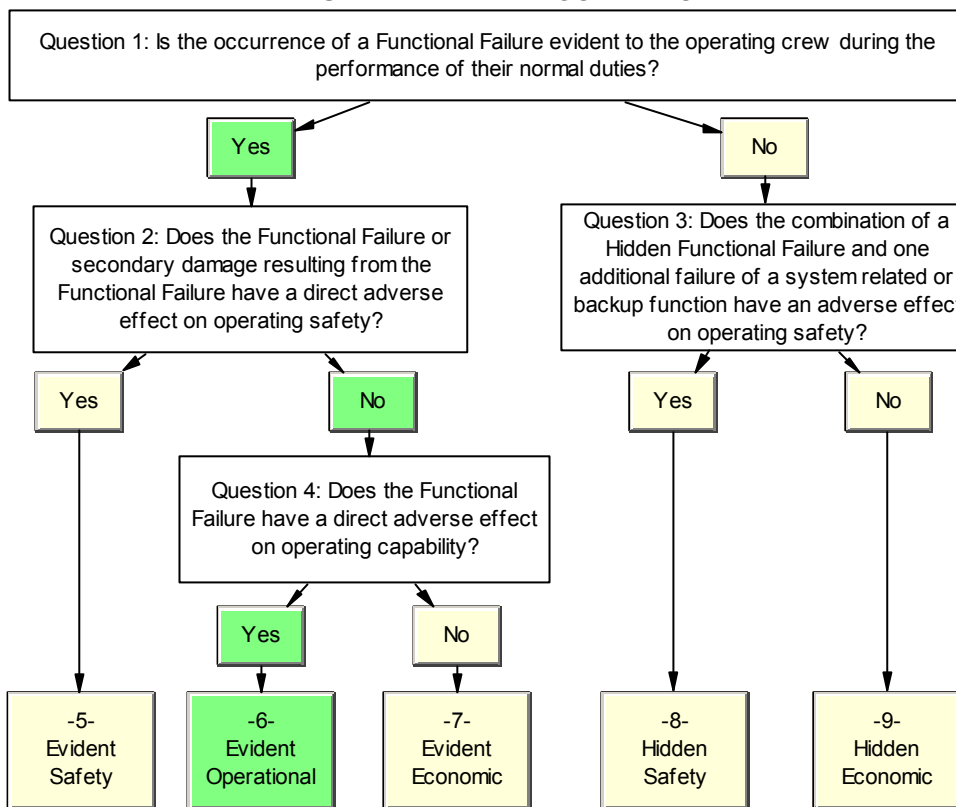 Question 1: Is the occurrence of a Functional Failure evident to the operating crew during the
performance of their normal duties?
Yes
No
Question 2: Does the Functional Failure or
secondary damage resulting from the
Functional Failure have a direct adverse
effect on operating safety?
Question 3: Does the combination of a
Hidden Functional Failure and one
additional failure of a system related or
backup function have an adverse effect
on operating safety?
Yes
No
Yes
No
Question 4: Does the Functional
Failure have a direct adverse effect
on operating capability?
Yes
No
-5-
Evident
Safety
-6-
Evident
Operational
-7-
Evident
Economic
-8-
Hidden
Safety
-9-
Hidden
Economic